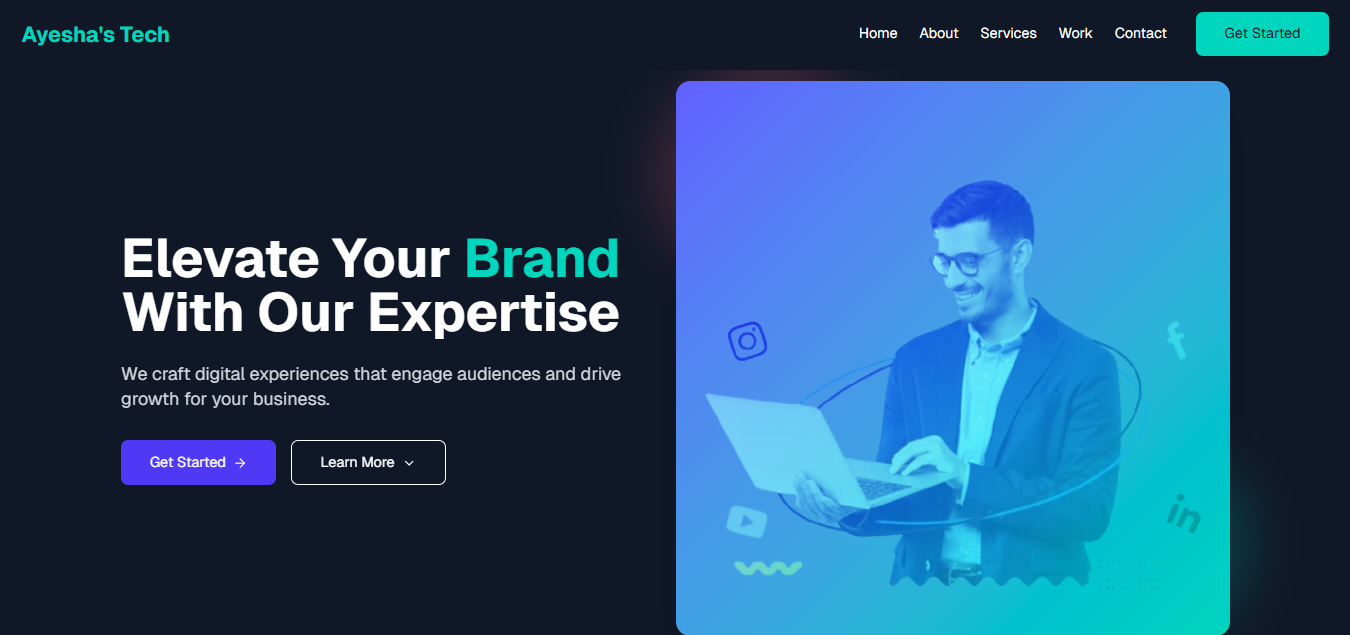 Ayesha's Tech
Home
About
Services
Work
Contact
Get Started
Elevate Your Brand
With Our Expertise
We craft digital experiences that engage audiences and drive
growth for your business.
Get Started
Learn More
f
in